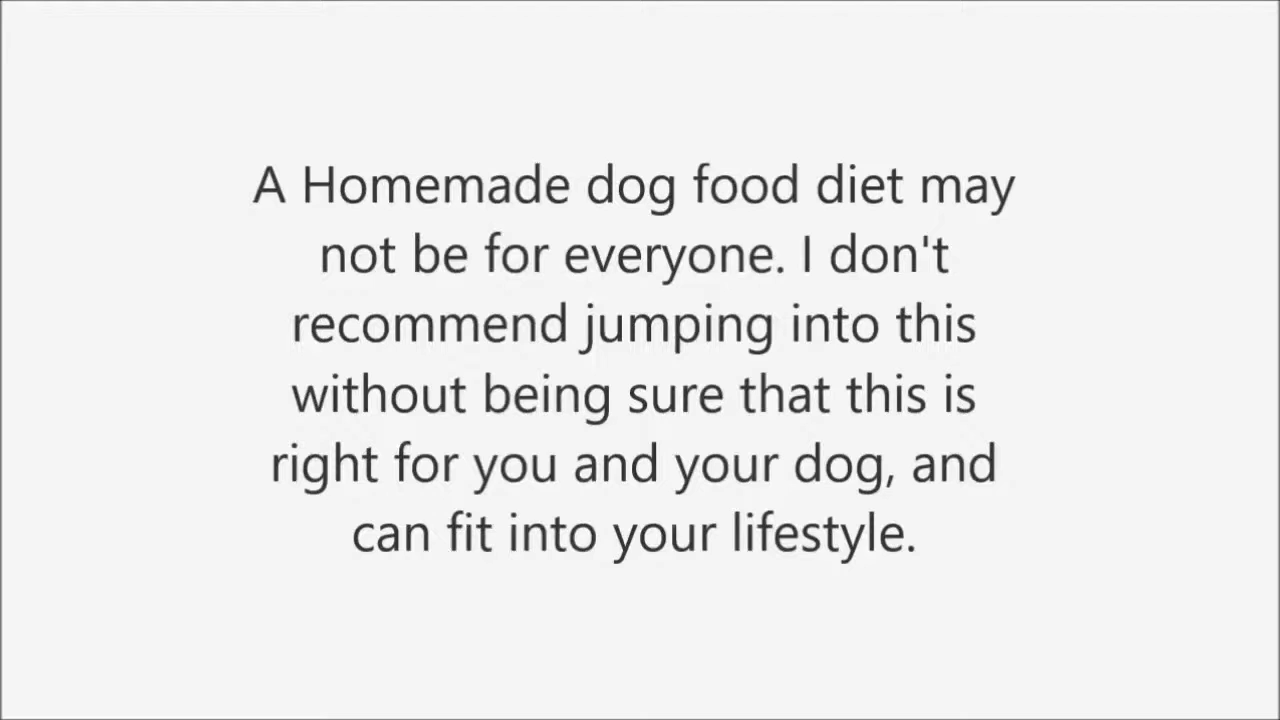 A Homemade dog food diet may
not be for everyone. I don't
recommend jumping into this
without being sure that this is
right for you and your dog, and
can fit into your lifestyle.